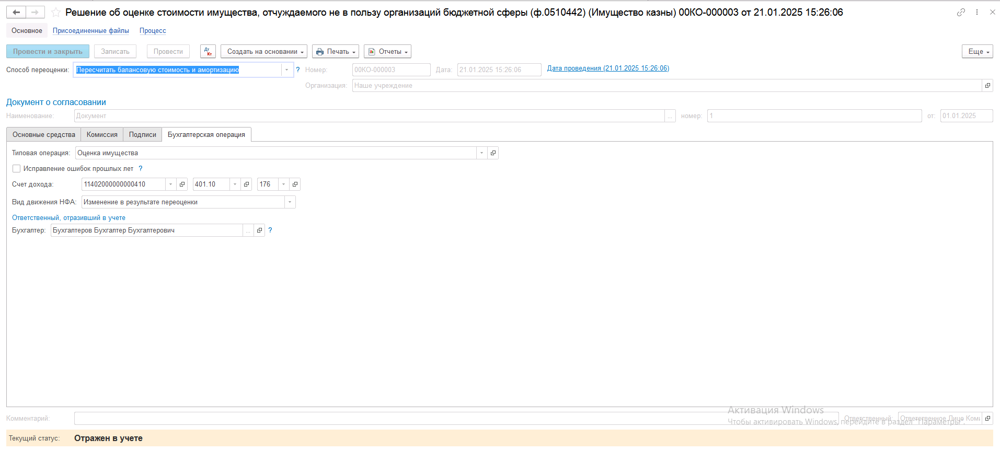 Решение об оценке стоимости имущества, отчуждаемого не в пользу организаций бюджетной сферы (ф.0510442) (Имущество казны) 00КО-000003 от 21.01.2025 15:26:06
Основное Присоединенные файлы Процесс
Провести и закрыть Записать Провести Дт Кт Создать на основании Печать Отчеты Еще
Способ переоценки: Пересчитать балансовую стоимость и амортизацию ? Номер: 00КО-000003 Дата: 21.01.2025 15:26:06 Дата проведения (21.01.2025 15:26:06)
Организация: Наше учреждение
Документ о согласовании
Наименование: Документ ... номер: 1 от: 01.01.2025
Основные средства Комиссия Подписи Бухгалтерская операция
Типовая операция: Оценка имущества
Исправление ошибок прошлых лет ?
Счет дохода: 11402000000000410 401.10 176
Вид движения НФА: Изменение в результате переоценки
Ответственный, отразивший в учете
Бухгалтер: Бухгалтеров Бухгалтер Бухгалтерович ... ?
Активация Windows
Комментарий: Ответственный: Ответственное Лицо Коми
Чтобы активировать Windows, перейдите в раздел "Параметры".
Текущий статус: Отражен в учете